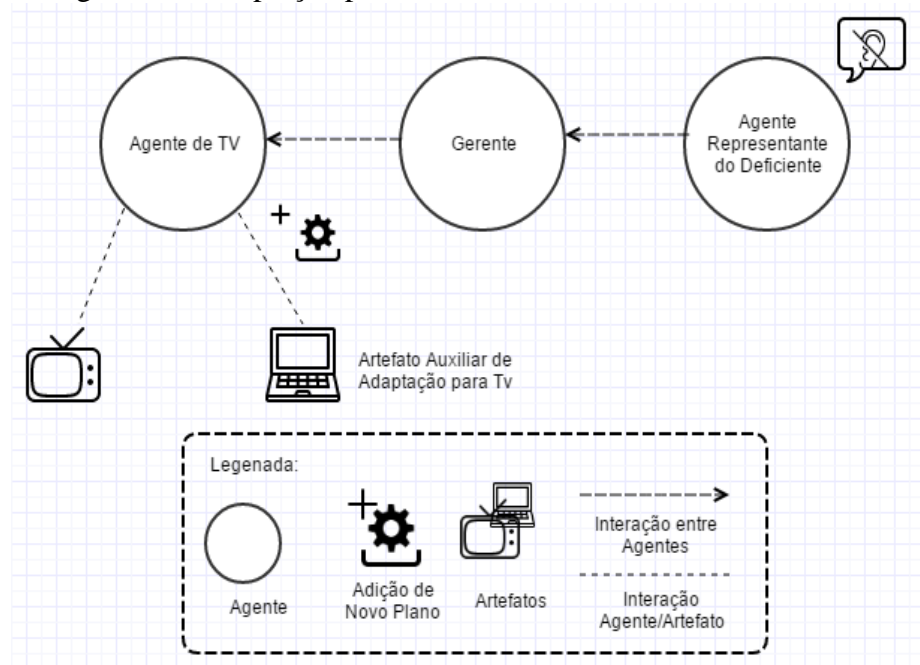 Agente de TV
Gerente
Agente
Representante
do Deficiente
Artefato Auxiliar de
Adaptação para Tv
Legenada:
Agente
Adição de
Novo Plano
Artefatos
Interação entre
Agentes
Interação
Agente/Artefato